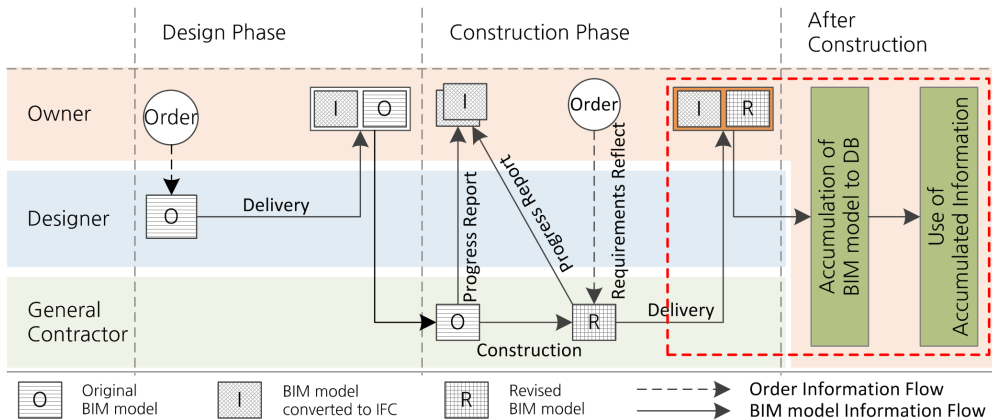 Design Phase
Construction Phase
After
Construction
Owner
Order
I
O
I
Order
I
R
Designer
O
Delivery
Progress Report
Progress Report
Requirements Reflect
Accumulation of
BIM model to DB
Use of
Accumulated Information
General
Contractor
O
Construction
R
Delivery
O
Original
BIM model
I
BIM model
converted to IFC
R
Revised
BIM model
Order Information Flow
BIM model Information Flow